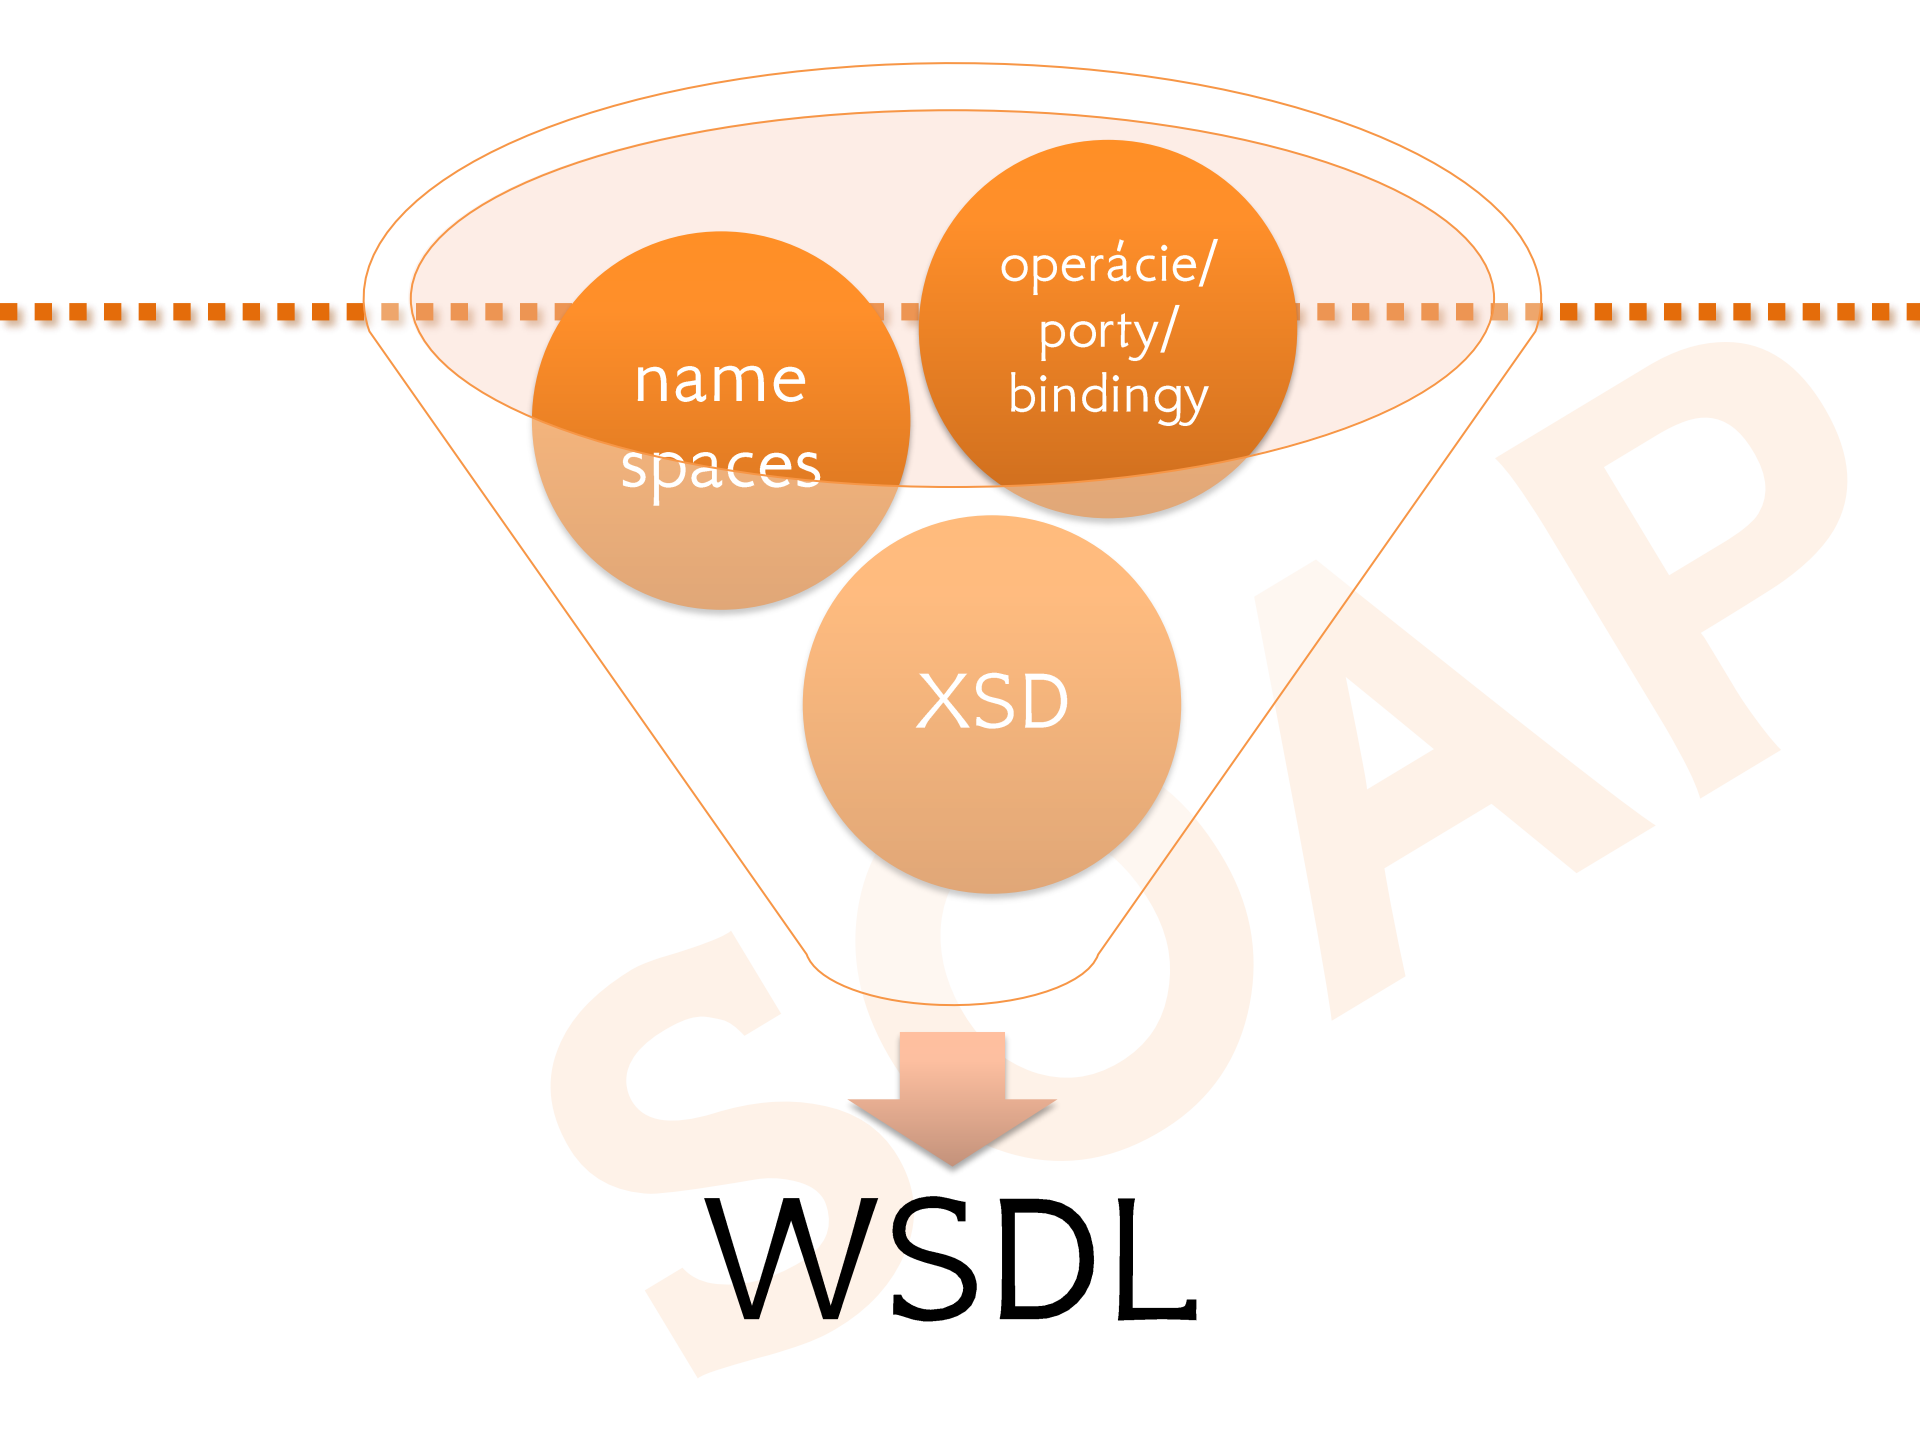 name
spaces
operácie/
porty/
bindingy
XSD
WSDL
SOAP